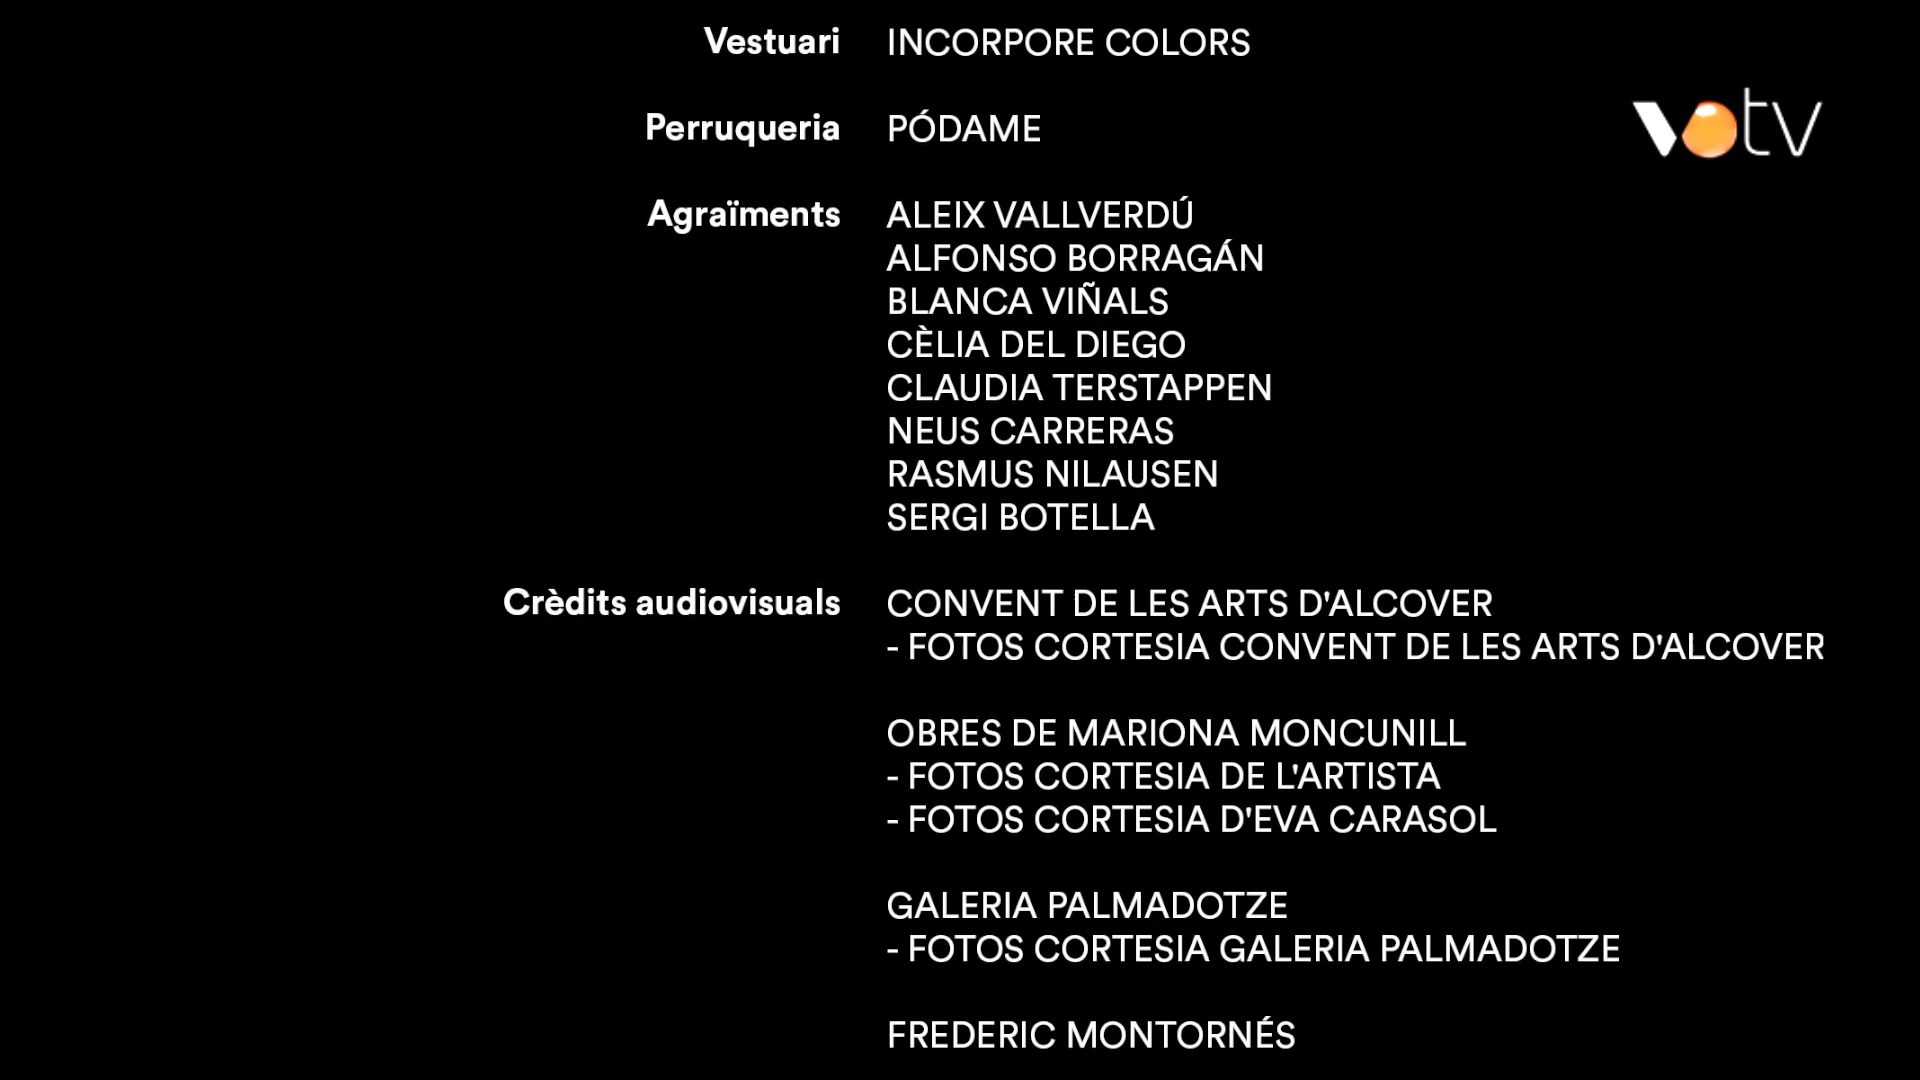 Vestuari INCORPORE COLORS
votv
Perruqueria PÓDAME
Agraïments ALEIX VALLVERDÚ
ALFONSO BORRAGÁN
BLANCA VIÑALS
CÈLIA DEL DIEGO
CLAUDIA TERSTAPPEN
NEUS CARRERAS
RASMUS NILAUSEN
SERGI BOTELLA
Crèdits audiovisuals CONVENT DE LES ARTS D'ALCOVER
- FOTOS CORTESIA CONVENT DE LES ARTS D'ALCOVER
OBRES DE MARIONA MONCUNILL
- FOTOS CORTESIA DE L'ARTISTA
- FOTOS CORTESIA D'EVA CARASOL
GALERIA PALMADOTZE
- FOTOS CORTESIA GALERIA PALMADOTZE
FREDERIC MONTORNÉS